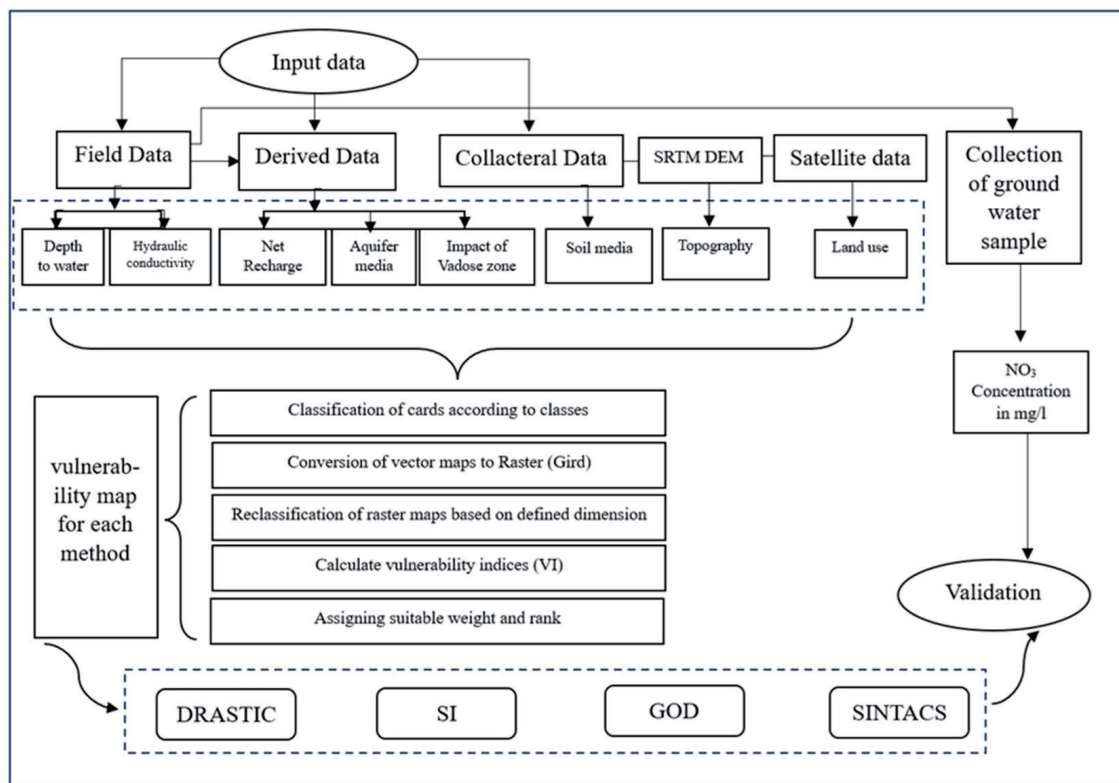 Input data
Field Data
Derived Data
Collacteral Data
SRTM DEM
Satellite data
Collection
of ground
water
sample
Depth
to water
Hydraulic
conductivity
Net
Recharge
Aquifer
media
Impact of
Vadose zone
Soil media
Topography
Land use
NO₃
Concentration
in mg/l
vulnerab-
ility map
for each
method
Classification of cards according to classes
Conversion of vector maps to Raster (Gird)
Reclassification of raster maps based on defined dimension
Calculate vulnerability indices (VI)
Assigning suitable weight and rank
Validation
DRASTIC
SI
GOD
SINTACS